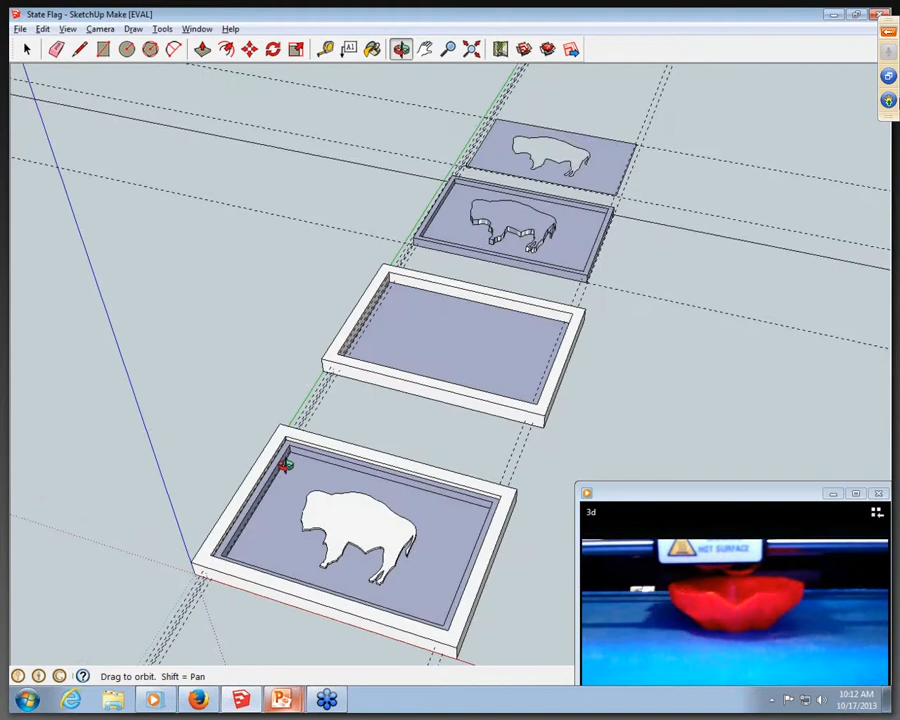 State Flag - SketchUp Make [EVAL]
File Edit View Camera Draw Tools Window Help
A1
3d
HOT SURFACE
Drag to orbit. Shift = Pan
10:12 AM
10/17/2013